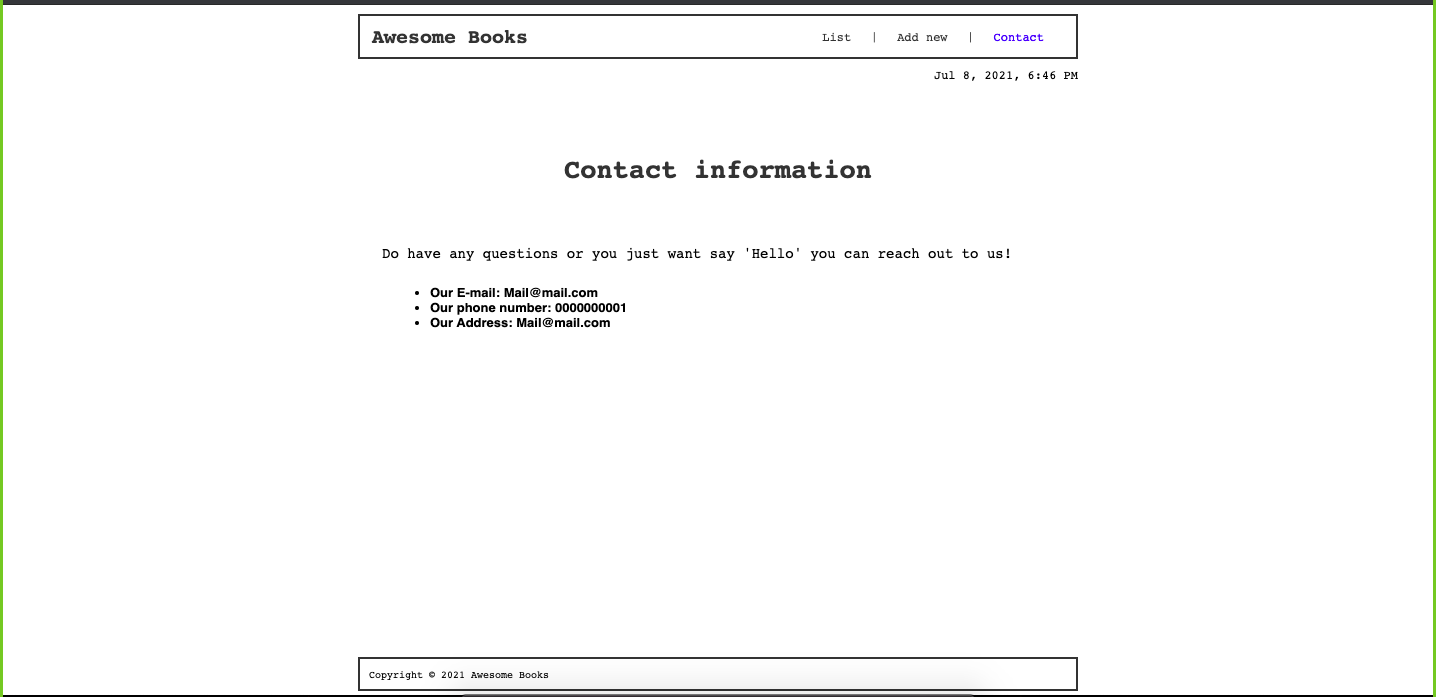 Awesome Books
List | Add new | Contact
Jul 8, 2021, 6:46 PM
Contact information
Do have any questions or you just want say 'Hello' you can reach out to us!
• Our E-mail: Mail@mail.com
• Our phone number: 0000000001
• Our Address: Mail@mail.com
Copyright © 2021 Awesome Books